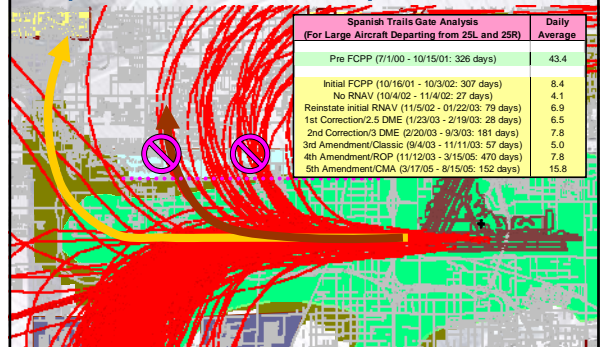 Spanish Trails Gate Analysis
(For Large Aircraft Departing from 25L and 25R)
Daily
Average
Pre FCPP (7/1/00 - 10/15/01: 326 days) 43.4
Initial FCPP (10/16/01 - 10/3/02: 307 days) 8.4
No RNAV (10/4/02 - 11/4/02: 27 days) 4.1
Reinstate initial RNAV (11/5/02 - 01/22/03: 79 days) 6.9
1st Correction/2.5 DME (1/23/03 - 2/19/03: 28 days) 6.5
2nd Correction/3 DME (2/20/03 - 9/3/03: 181 days) 7.8
3rd Amendment/Classic (9/4/03 - 11/11/03: 57 days) 5.0
4th Amendment/ROP (11/12/03 - 3/15/05: 470 days) 7.8
5th Amendment/CMA (3/17/05 - 8/15/05: 152 days) 15.8